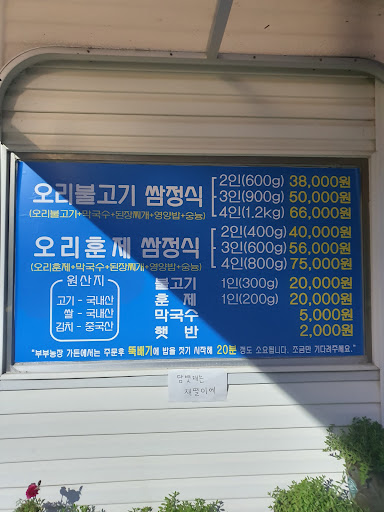 오리불고기 쌈정식
(오리불고기+막국수+된장찌개+영양밥+숭늉)
2인(600g) 38,000원
3인(900g) 50,000원
4인(1.2kg) 66,000원
오리훈제 쌈정식
(오리훈제+막국수+된장찌개+영양밥+숭늉)
2인(400g) 40,000원
3인(600g) 56,000원
4인(800g) 75,000원
원산지
고기 - 국내산
쌀 - 국내산
김치 - 중국산
불고기 1인(300g) 20,000원
훈 제 1인(200g) 20,000원
막국수 5,000원
햇 반 2,000원
"부부농장 가든에서는 주문후 뚝배기에 밥을 짓기 시작해 20분 정도 소요됩니다. 조금만 기다려주세요."
담뱃재는
재떨이에